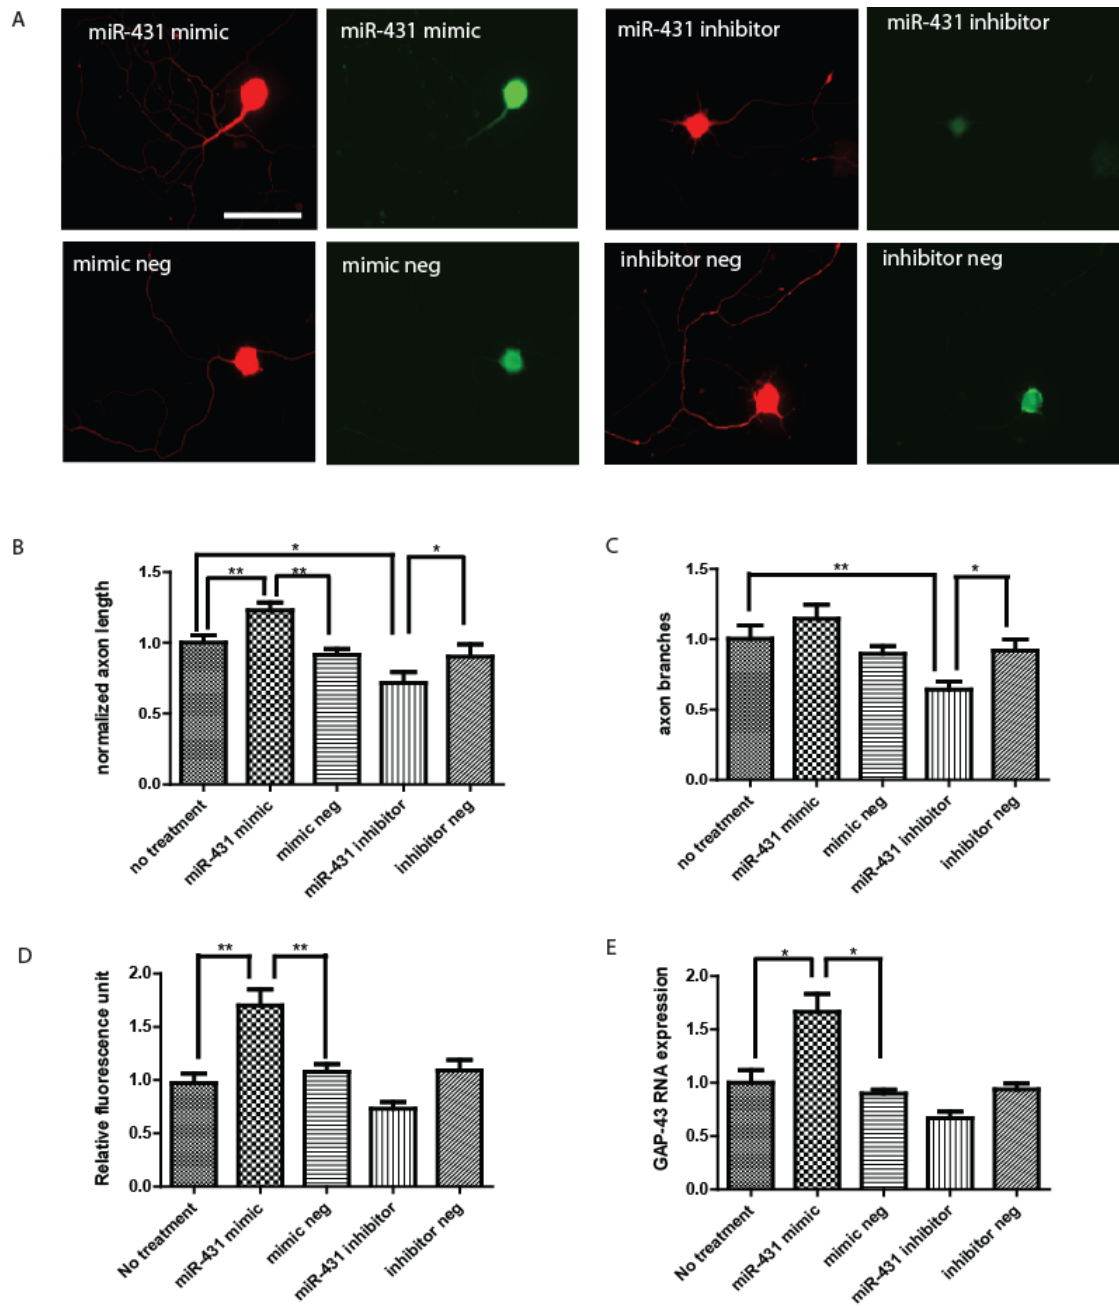 A
miR-431 mimic
miR-431 mimic
miR-431 inhibitor
miR-431 inhibitor
mimic neg
mimic neg
inhibitor neg
inhibitor neg
B
normalized axon length
1.5
1.0
0.5
0.0
*
*
**
**
no treatment
miR-431 mimic
mimic neg
miR-431 inhibitor
inhibitor neg
C
axon branches
1.5
1.0
0.5
0.0
**
*
no treatment
miR-431 mimic
mimic neg
miR-431 inhibitor
inhibitor neg
D
Relative fluorescence unit
2.0
1.5
1.0
0.5
0.0
**
**
No treatment
miR-431 mimic
mimic neg
miR-431 inhibitor
inhibitor neg
E
GAP-43 RNA expression
2.0
1.5
1.0
0.5
0.0
*
*
No treatment
miR-431 mimic
mimic neg
miR-431 inhibitor
inhibitor neg